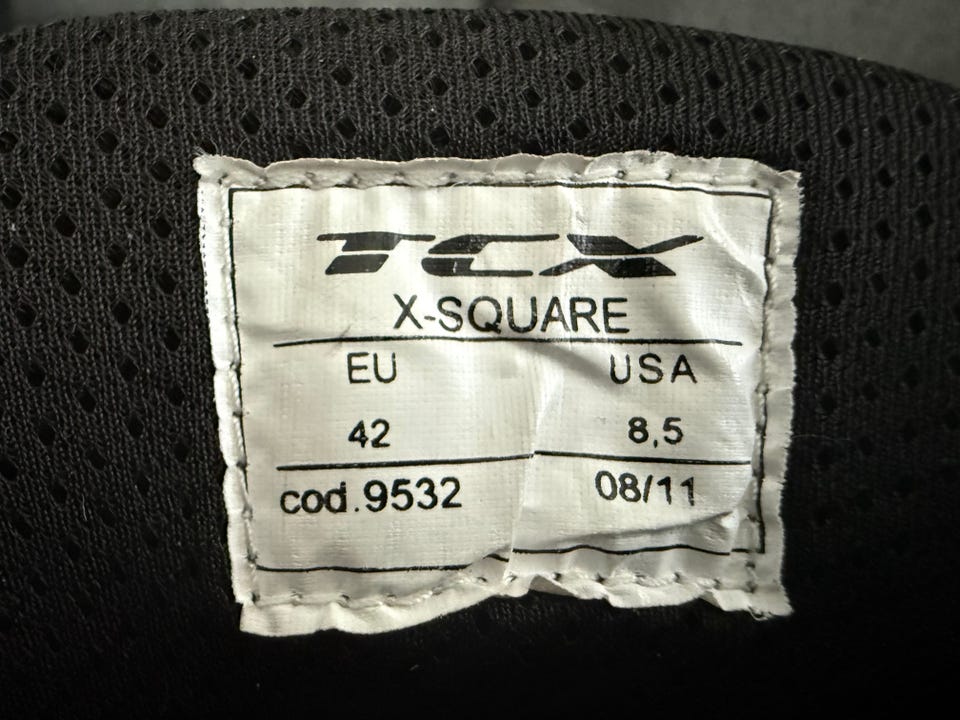 TCX
X-SQUARE
EU USA
42 8,5
cod.9532 08/11